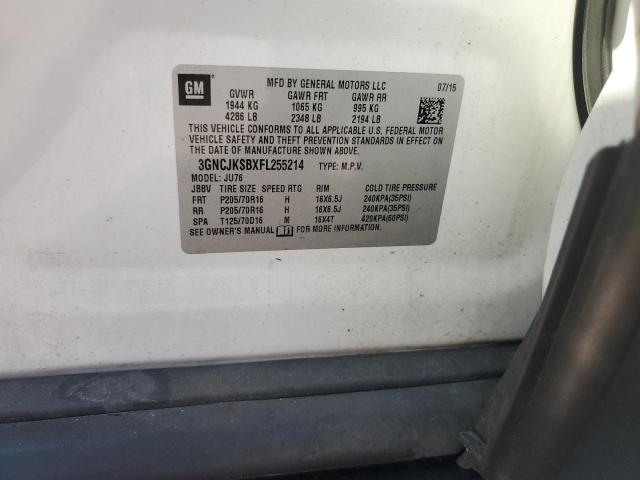 GM
MFD BY GENERAL MOTORS LLC 07/15
GVWR GAWR FRT GAWR RR
1944 KG 1065 KG 995 KG
4286 LB 2348 LB 2194 LB
THIS VEHICLE CONFORMS TO ALL APPLICABLE U.S. FEDERAL MOTOR
VEHICLE SAFETY AND THEFT PREVENTION STANDARDS IN EFFECT ON THE
DATE OF MANUFACTURE SHOWN ABOVE.
3GNCJKSBXFL255214 TYPE: M.P.V.
MODEL: JU76
JBBV TIRE SIZE SPEED RTG RIM COLD TIRE PRESSURE
FRT P205/70R16 H 16X6.5J 240KPA(35PSI)
RR P205/70R16 H 16X6.5J 240KPA(35PSI)
SPA T125/70D16 M 16X4T 420KPA(60PSI)
SEE OWNER'S MANUAL FOR MORE INFORMATION.